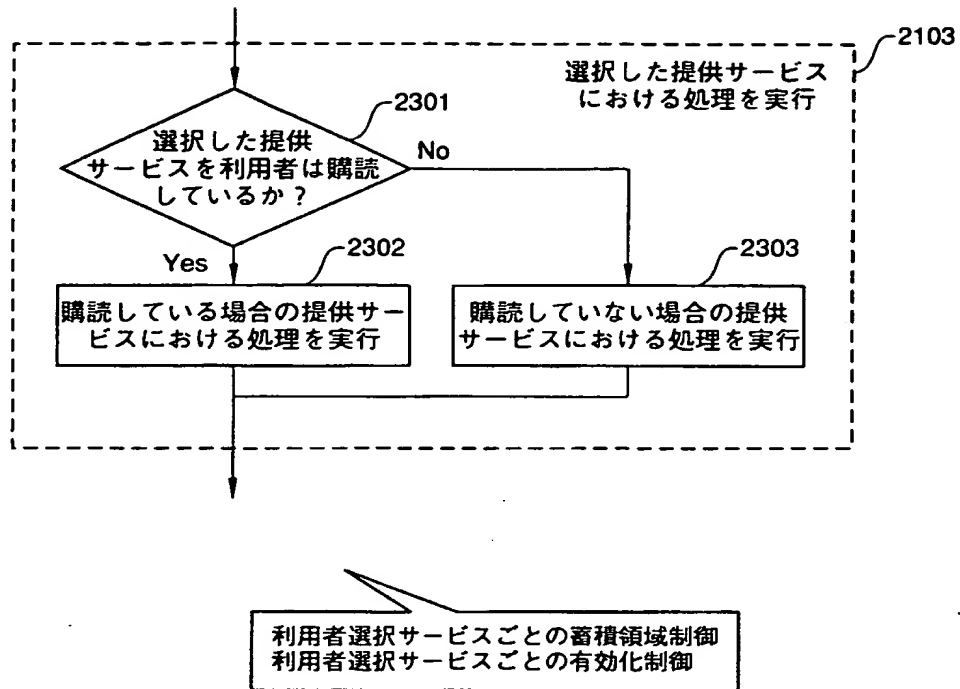 2103
選択した提供サービス
における処理を実行
2301
選択した提供
サービスを利用者は購読
しているか？
No
Yes
2302
購読している場合の提供サー
ビスにおける処理を実行
2303
購読していない場合の提供
サービスにおける処理を実行
利用者選択サービスごとの蓄積領域制御
利用者選択サービスごとの有効化制御